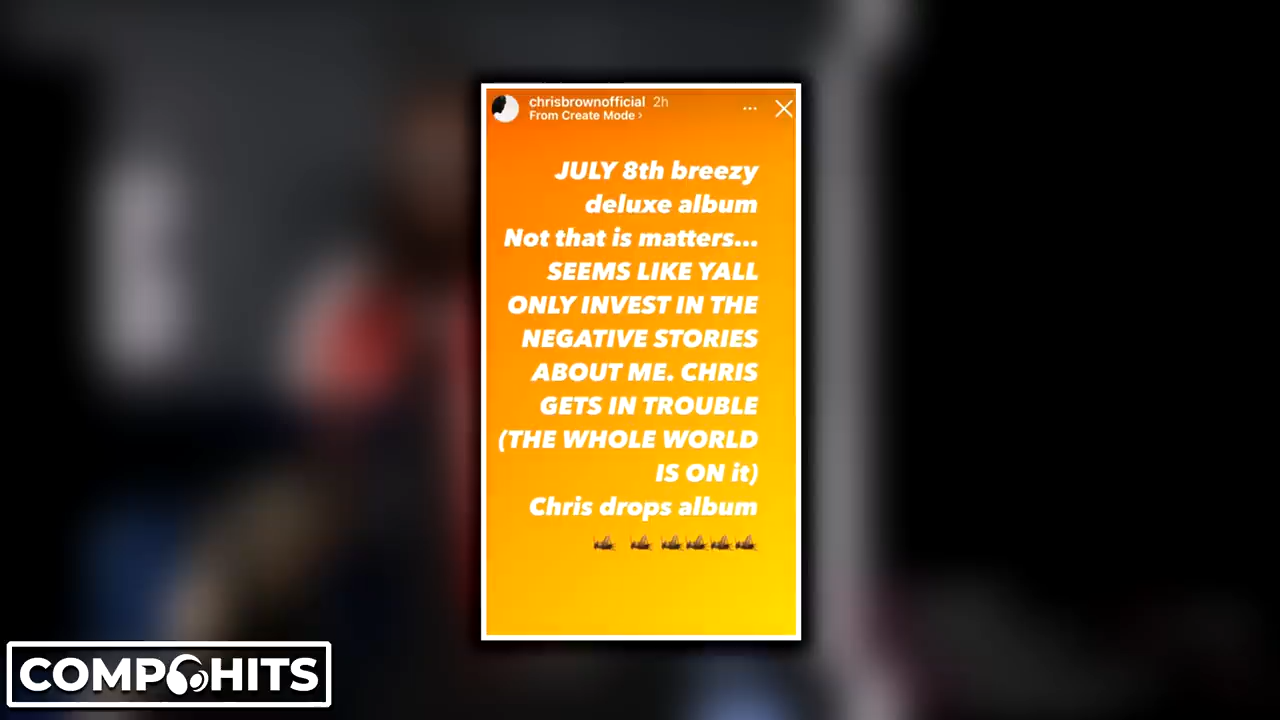 chrisbrownofficial 2h
From Create Mode ›
JULY 8th breezy
deluxe album
Not that is matters...
SEEMS LIKE YALL
ONLY INVEST IN THE
NEGATIVE STORIES
ABOUT ME. CHRIS
GETS IN TROUBLE
(THE WHOLE WORLD
IS ON it)
Chris drops album
🦗 🦗 🦗🦗🦗🦗
COMPOHITS